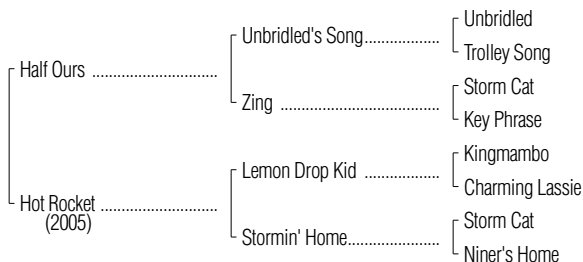 Unbridled
Unbridled's Song..................
Trolley Song
Half Ours ..............................
Storm Cat
Zing ......................................
Key Phrase
Kingmambo
Lemon Drop Kid ..................
Charming Lassie
Hot Rocket ............................
(2005)
Storm Cat
Stormin' Home......................
Niner's Home